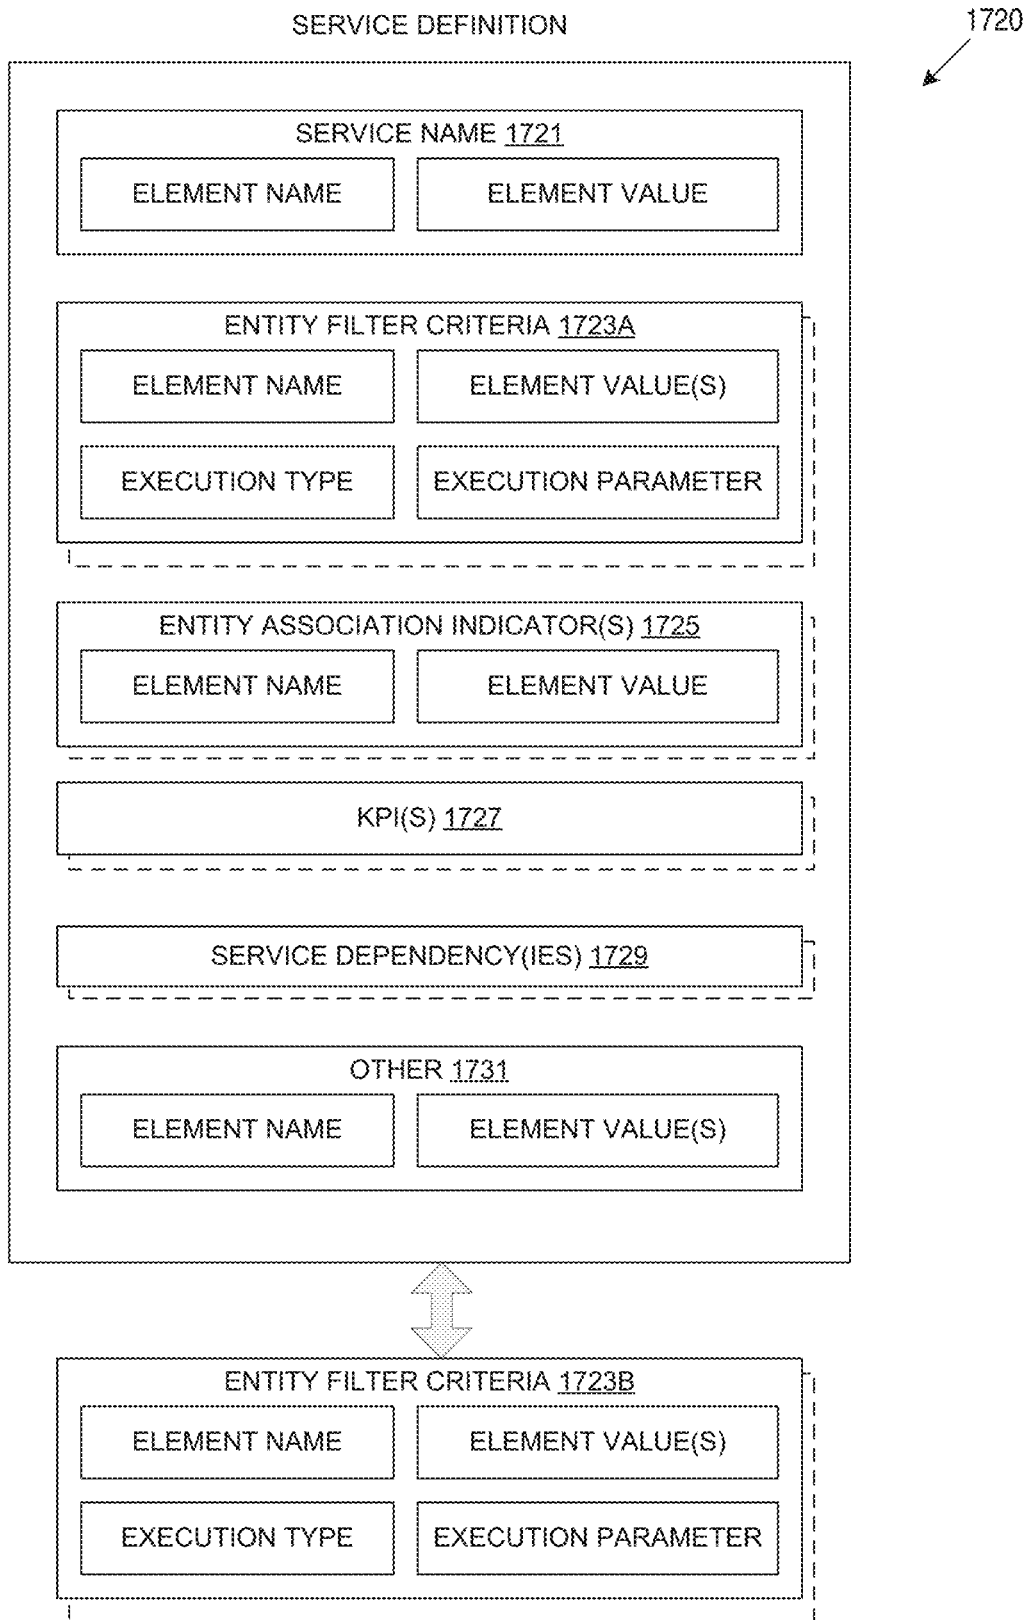 SERVICE DEFINITION
1720
SERVICE NAME 1721
ELEMENT NAME
ELEMENT VALUE
ENTITY FILTER CRITERIA 1723A
ELEMENT NAME
ELEMENT VALUE(S)
EXECUTION TYPE
EXECUTION PARAMETER
ENTITY ASSOCIATION INDICATOR(S) 1725
ELEMENT NAME
ELEMENT VALUE
KPI(S) 1727
SERVICE DEPENDENCY(IES) 1729
OTHER 1731
ELEMENT NAME
ELEMENT VALUE(S)
ENTITY FILTER CRITERIA 1723B
ELEMENT NAME
ELEMENT VALUE(S)
EXECUTION TYPE
EXECUTION PARAMETER